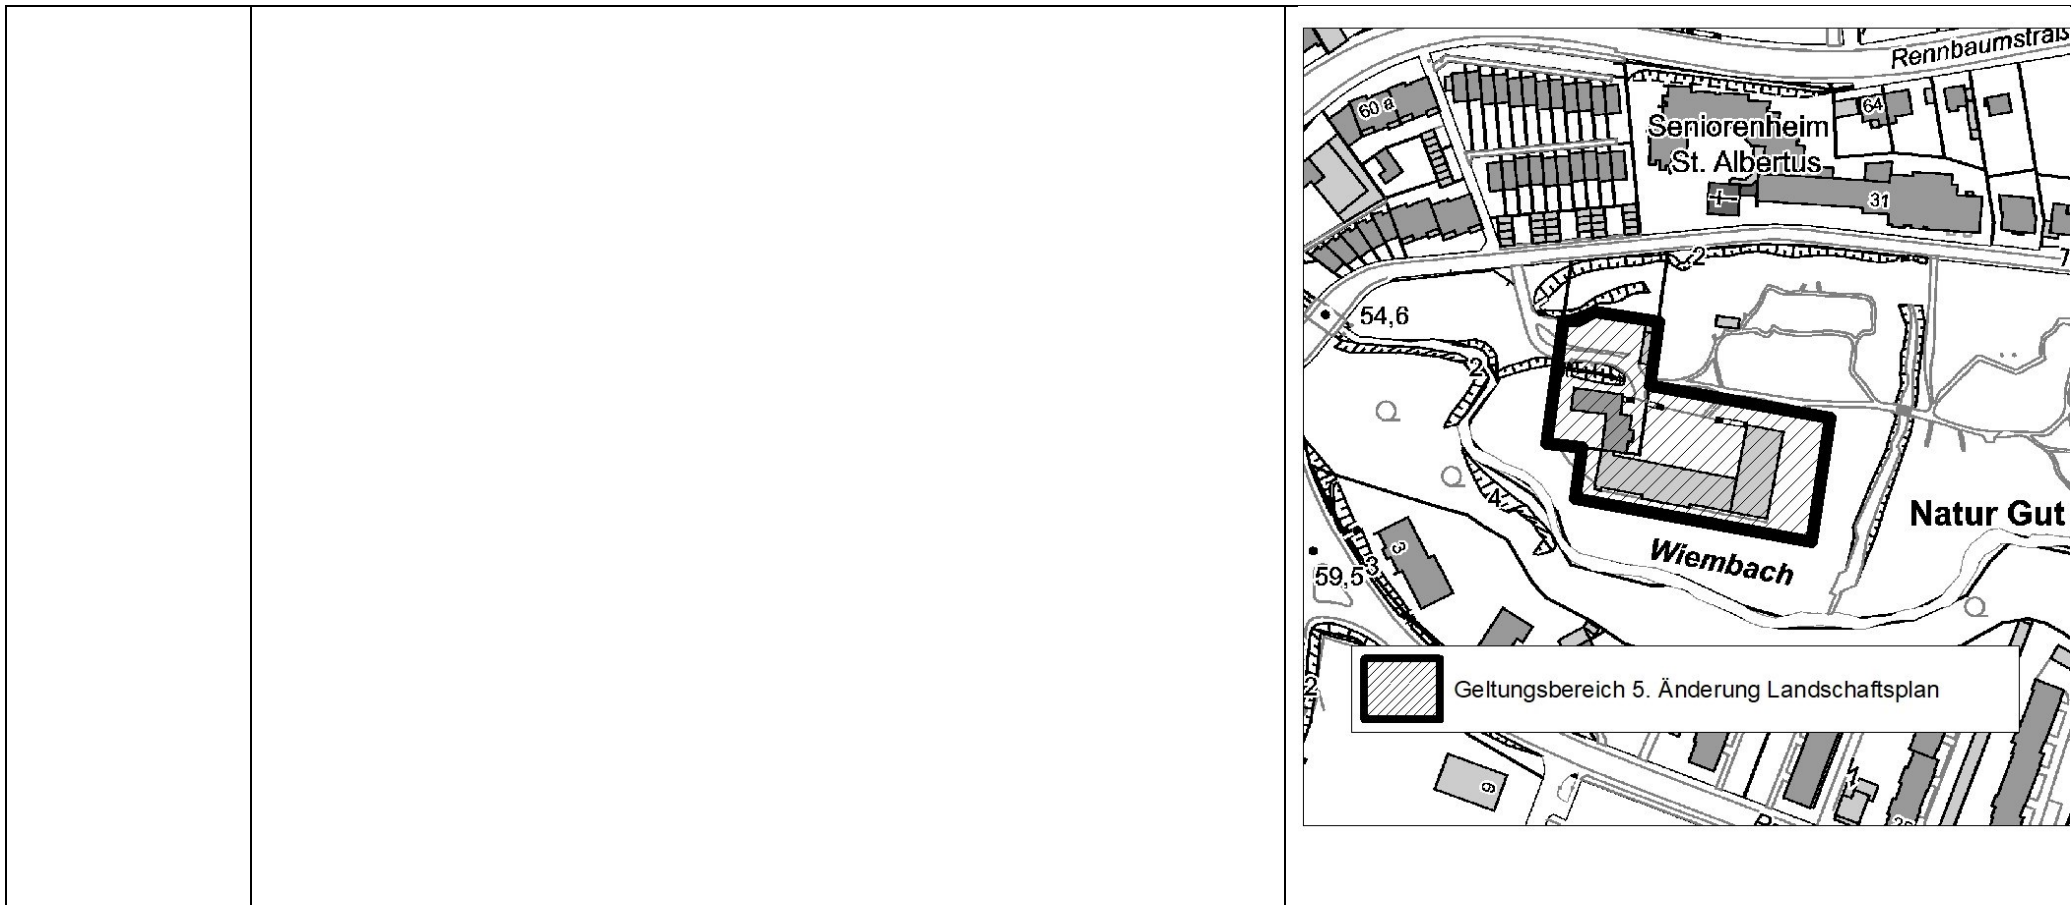 Rennbaumstraß
60 a
64
Seniorenheim
St. Albertus
31
2
7
54,6
2
4
Natur Gut
Wiembach
3
59,5
3
2
Geltungsbereich 5. Änderung Landschaftsplan
9